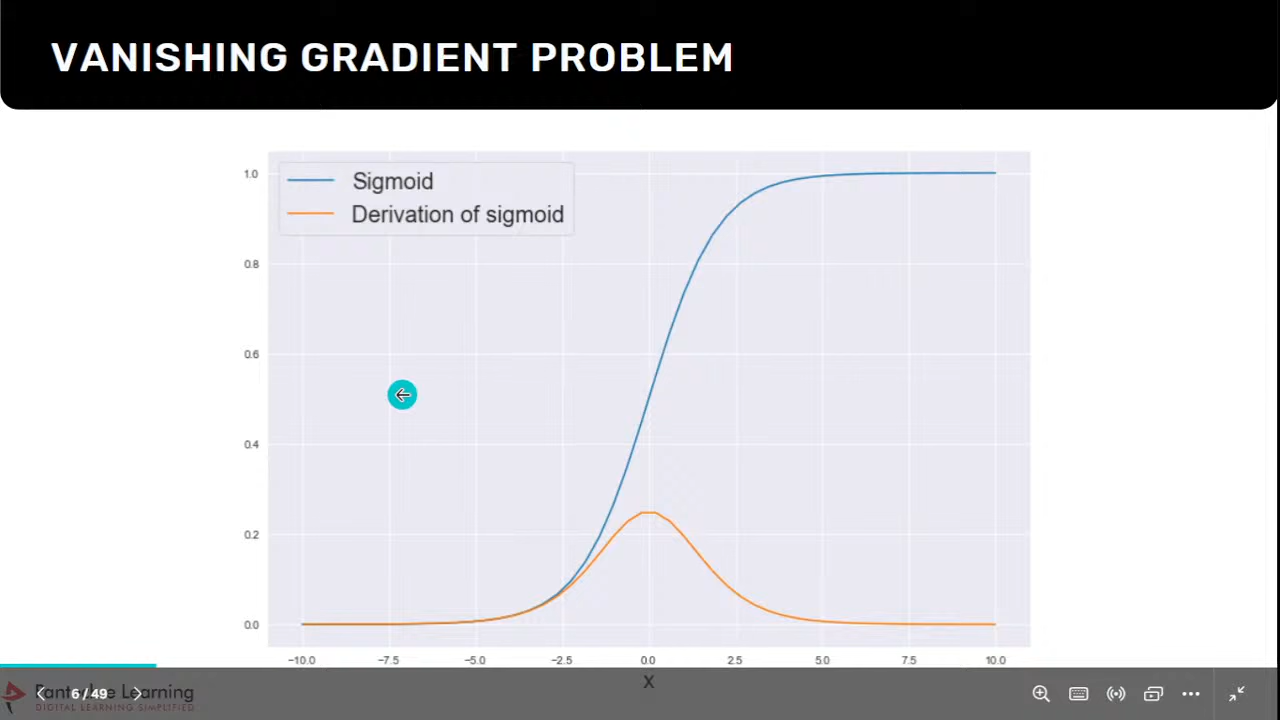 VANISHING GRADIENT PROBLEM
Sigmoid
Derivation of sigmoid
1.0
0.8
0.6
0.4
0.2
0.0
−10.0 −7.5 −5.0 −2.5 0.0 2.5 5.0 7.5 10.0
X
6 / 49
Learning
DIGITAL LEARNING SIMPLIFIED